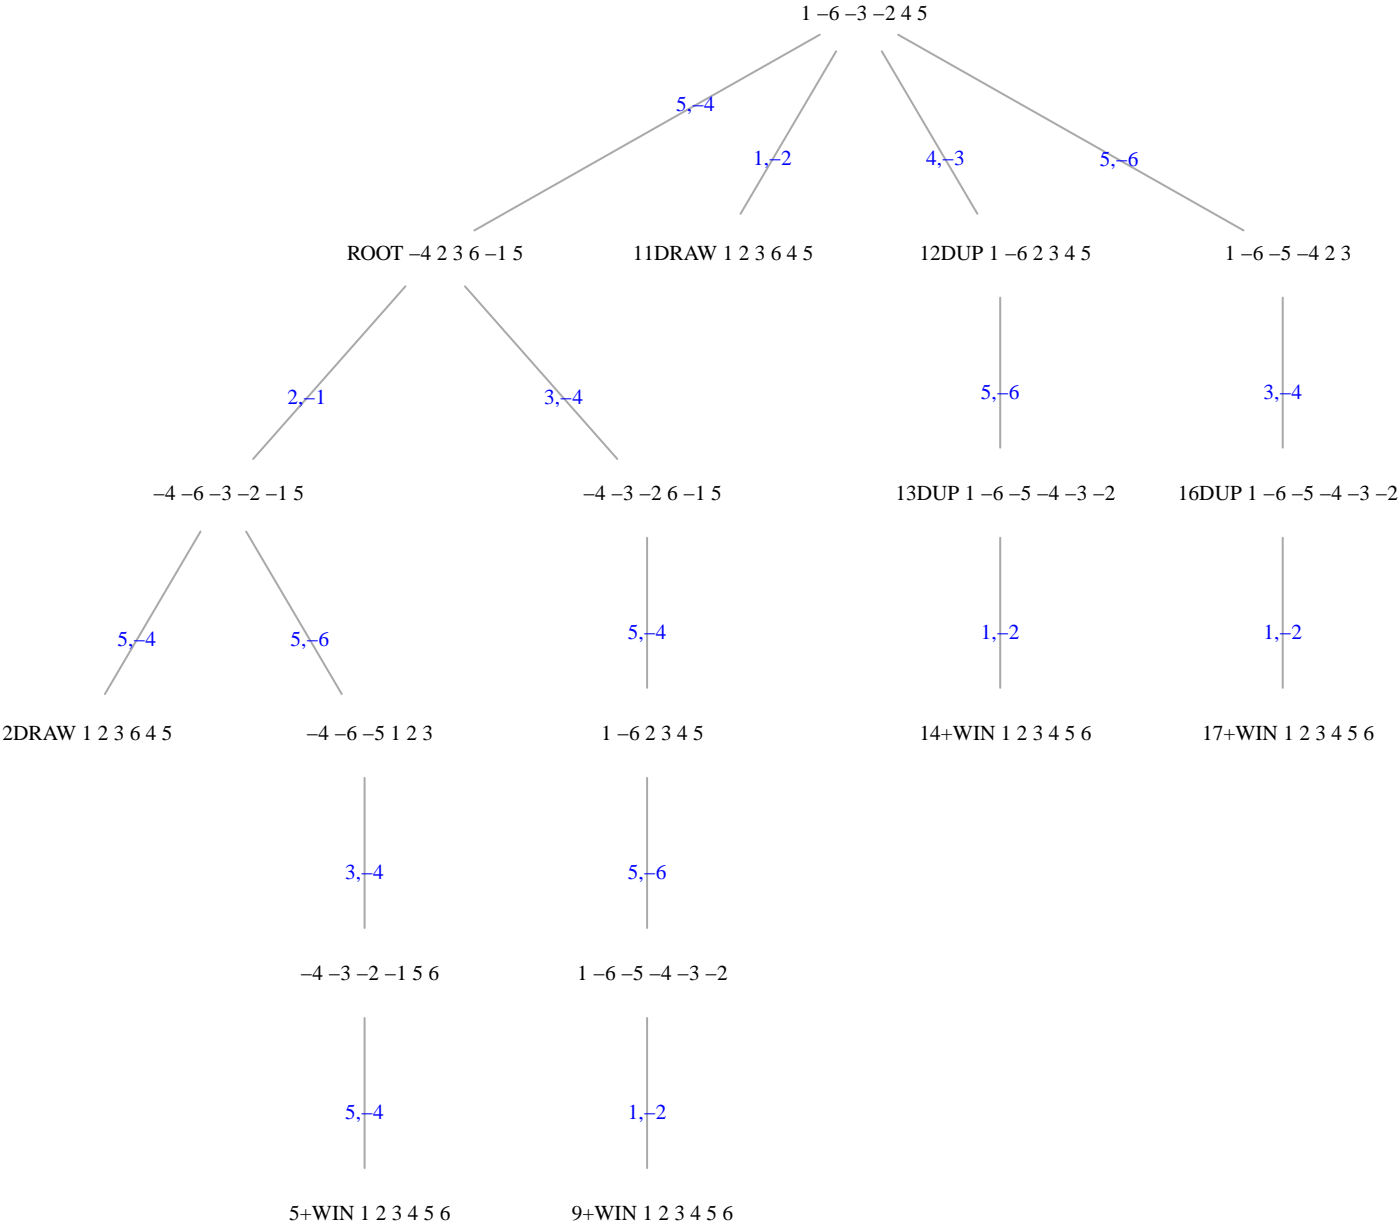 1 –6 –3 –2 4 5
5,–4
1,–2
4,–3
5,–6
ROOT –4 2 3 6 –1 5
11DRAW 1 2 3 6 4 5
12DUP 1 –6 2 3 4 5
1 –6 –5 –4 2 3
2,–1
3,–4
5,–6
3,–4
–4 –6 –3 –2 –1 5
–4 –3 –2 6 –1 5
13DUP 1 –6 –5 –4 –3 –2
16DUP 1 –6 –5 –4 –3 –2
5,–4
5,–6
5,–4
1,–2
1,–2
2DRAW 1 2 3 6 4 5
–4 –6 –5 1 2 3
1 –6 2 3 4 5
14+WIN 1 2 3 4 5 6
17+WIN 1 2 3 4 5 6
3,–4
5,–6
–4 –3 –2 –1 5 6
1 –6 –5 –4 –3 –2
5,–4
1,–2
5+WIN 1 2 3 4 5 6
9+WIN 1 2 3 4 5 6